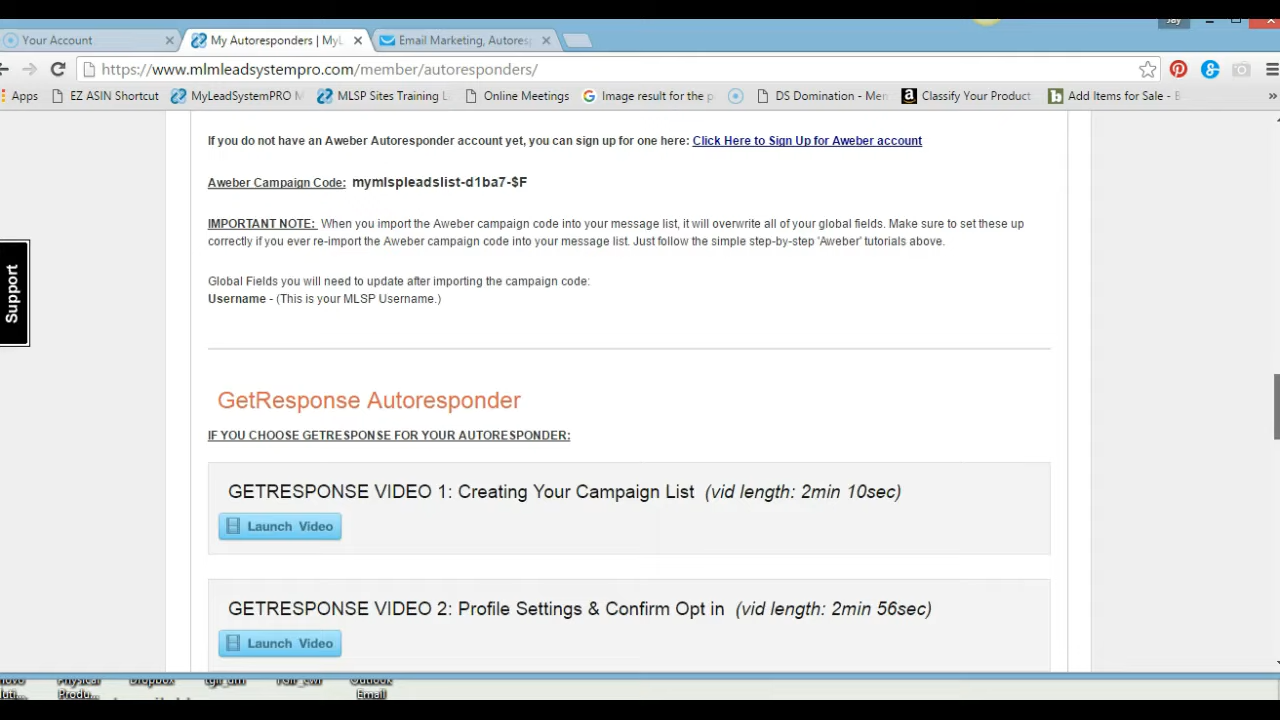 Jay
Your Account
My Autoresponders | MyL
Email Marketing, Autores
https://www.mlmleadsystempro.com/member/autoresponders/
Apps
EZ ASIN Shortcut
MyLeadSystemPRO M
MLSP Sites Training L
Online Meetings
Image result for the p
DS Domination - Mem
Classify Your Product
Add Items for Sale - B
»
If you do not have an Aweber Autoresponder account yet, you can sign up for one here: Click Here to Sign Up for Aweber account
Aweber Campaign Code: mymlspleadslist-d1ba7-$F
IMPORTANT NOTE: When you import the Aweber campaign code into your message list, it will overwrite all of your global fields. Make sure to set these up
correctly if you ever re-import the Aweber campaign code into your message list. Just follow the simple step-by-step 'Aweber' tutorials above.
Support
Global Fields you will need to update after importing the campaign code:
Username - (This is your MLSP Username.)
GetResponse Autoresponder
IF YOU CHOOSE GETRESPONSE FOR YOUR AUTORESPONDER:
GETRESPONSE VIDEO 1: Creating Your Campaign List (vid length: 2min 10sec)
Launch Video
GETRESPONSE VIDEO 2: Profile Settings & Confirm Opt in (vid length: 2min 56sec)
Launch Video
Physical
Dropbox
Outlook
Produ...
Email